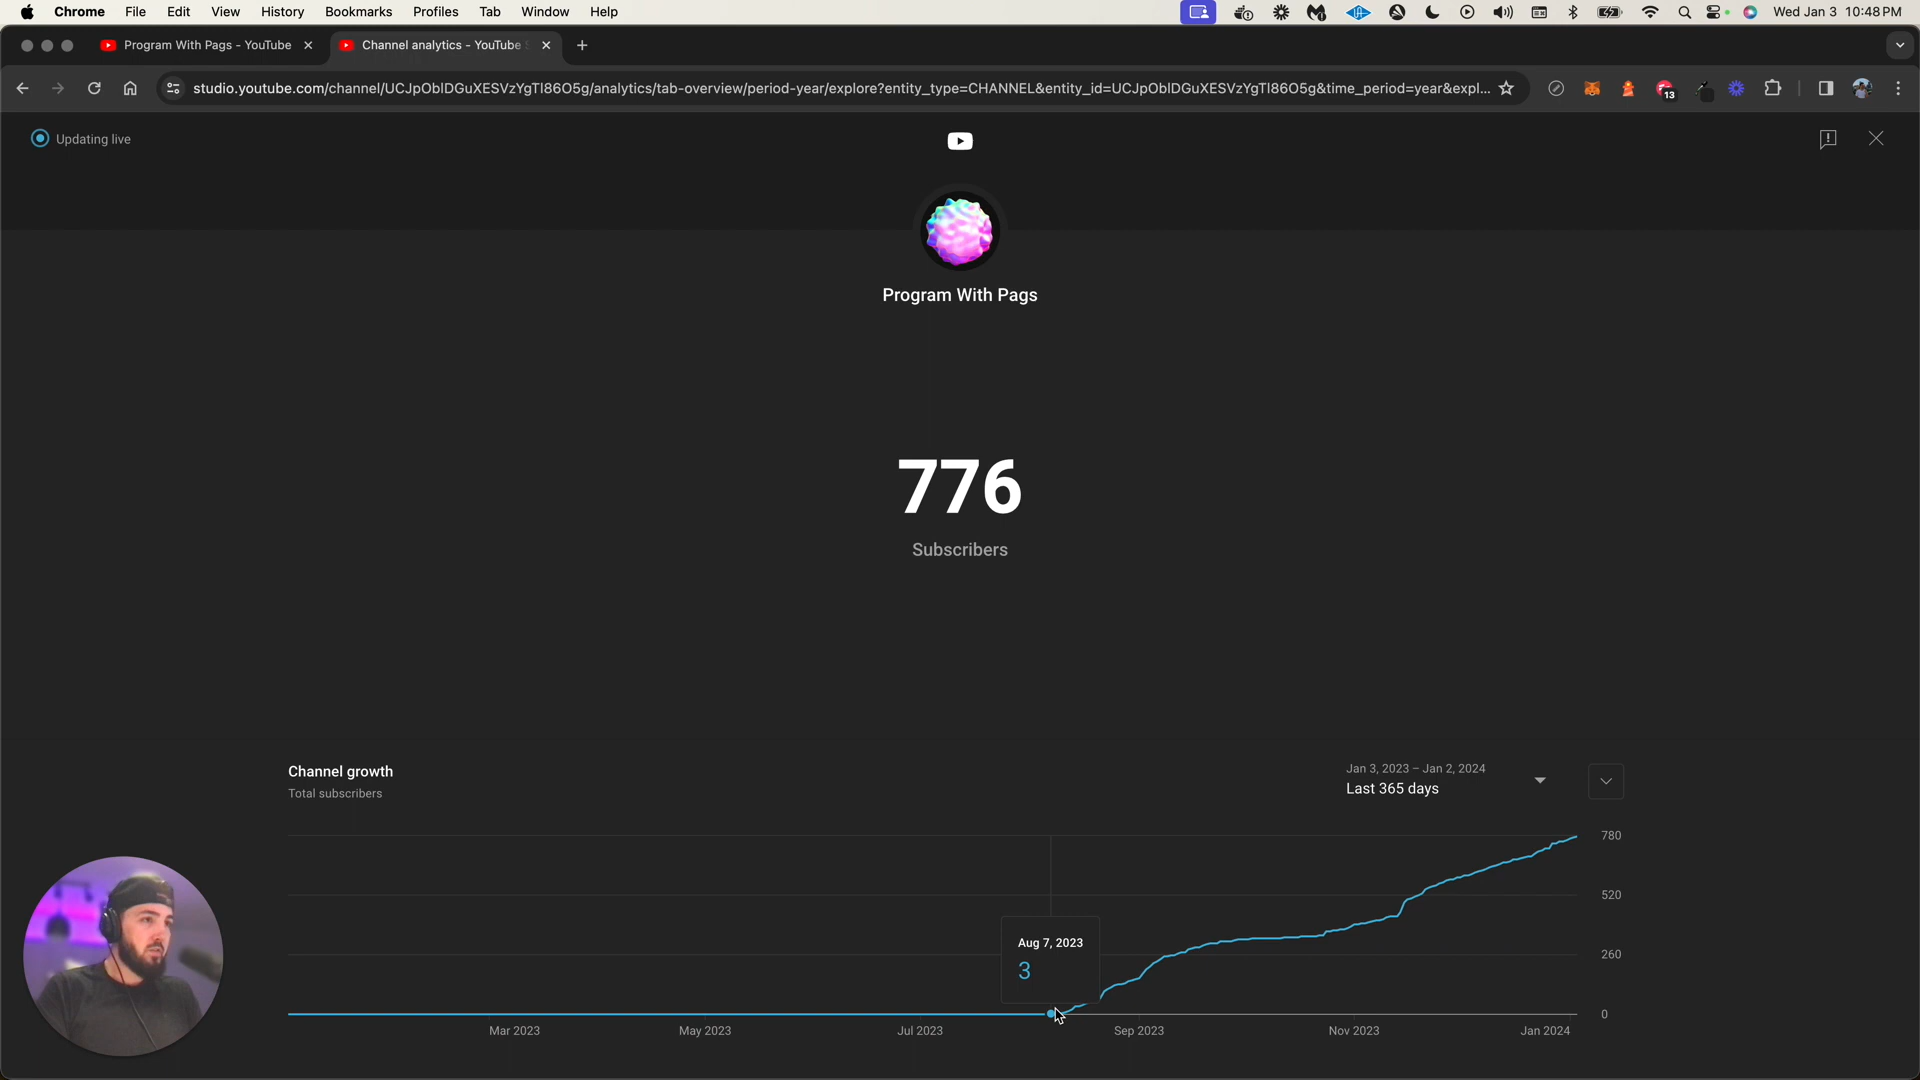 Chrome File Edit View History Bookmarks Profiles Tab Window Help Wed Jan 3 10:48 PM
Program With Pags - YouTube
Channel analytics - YouTube
studio.youtube.com/channel/UCJpOblDGuXESVzYgTl86O5g/analytics/tab-overview/period-year/explore?entity_type=CHANNEL&entity_id=UCJpOblDGuXESVzYgTl86O5g&time_period=year&expl...
13
Updating live
Program With Pags
776
Subscribers
Channel growth
Total subscribers
Jan 3, 2023 – Jan 2, 2024
Last 365 days
780
520
260
0
Aug 7, 2023
3
Mar 2023 May 2023 Jul 2023 Sep 2023 Nov 2023 Jan 2024